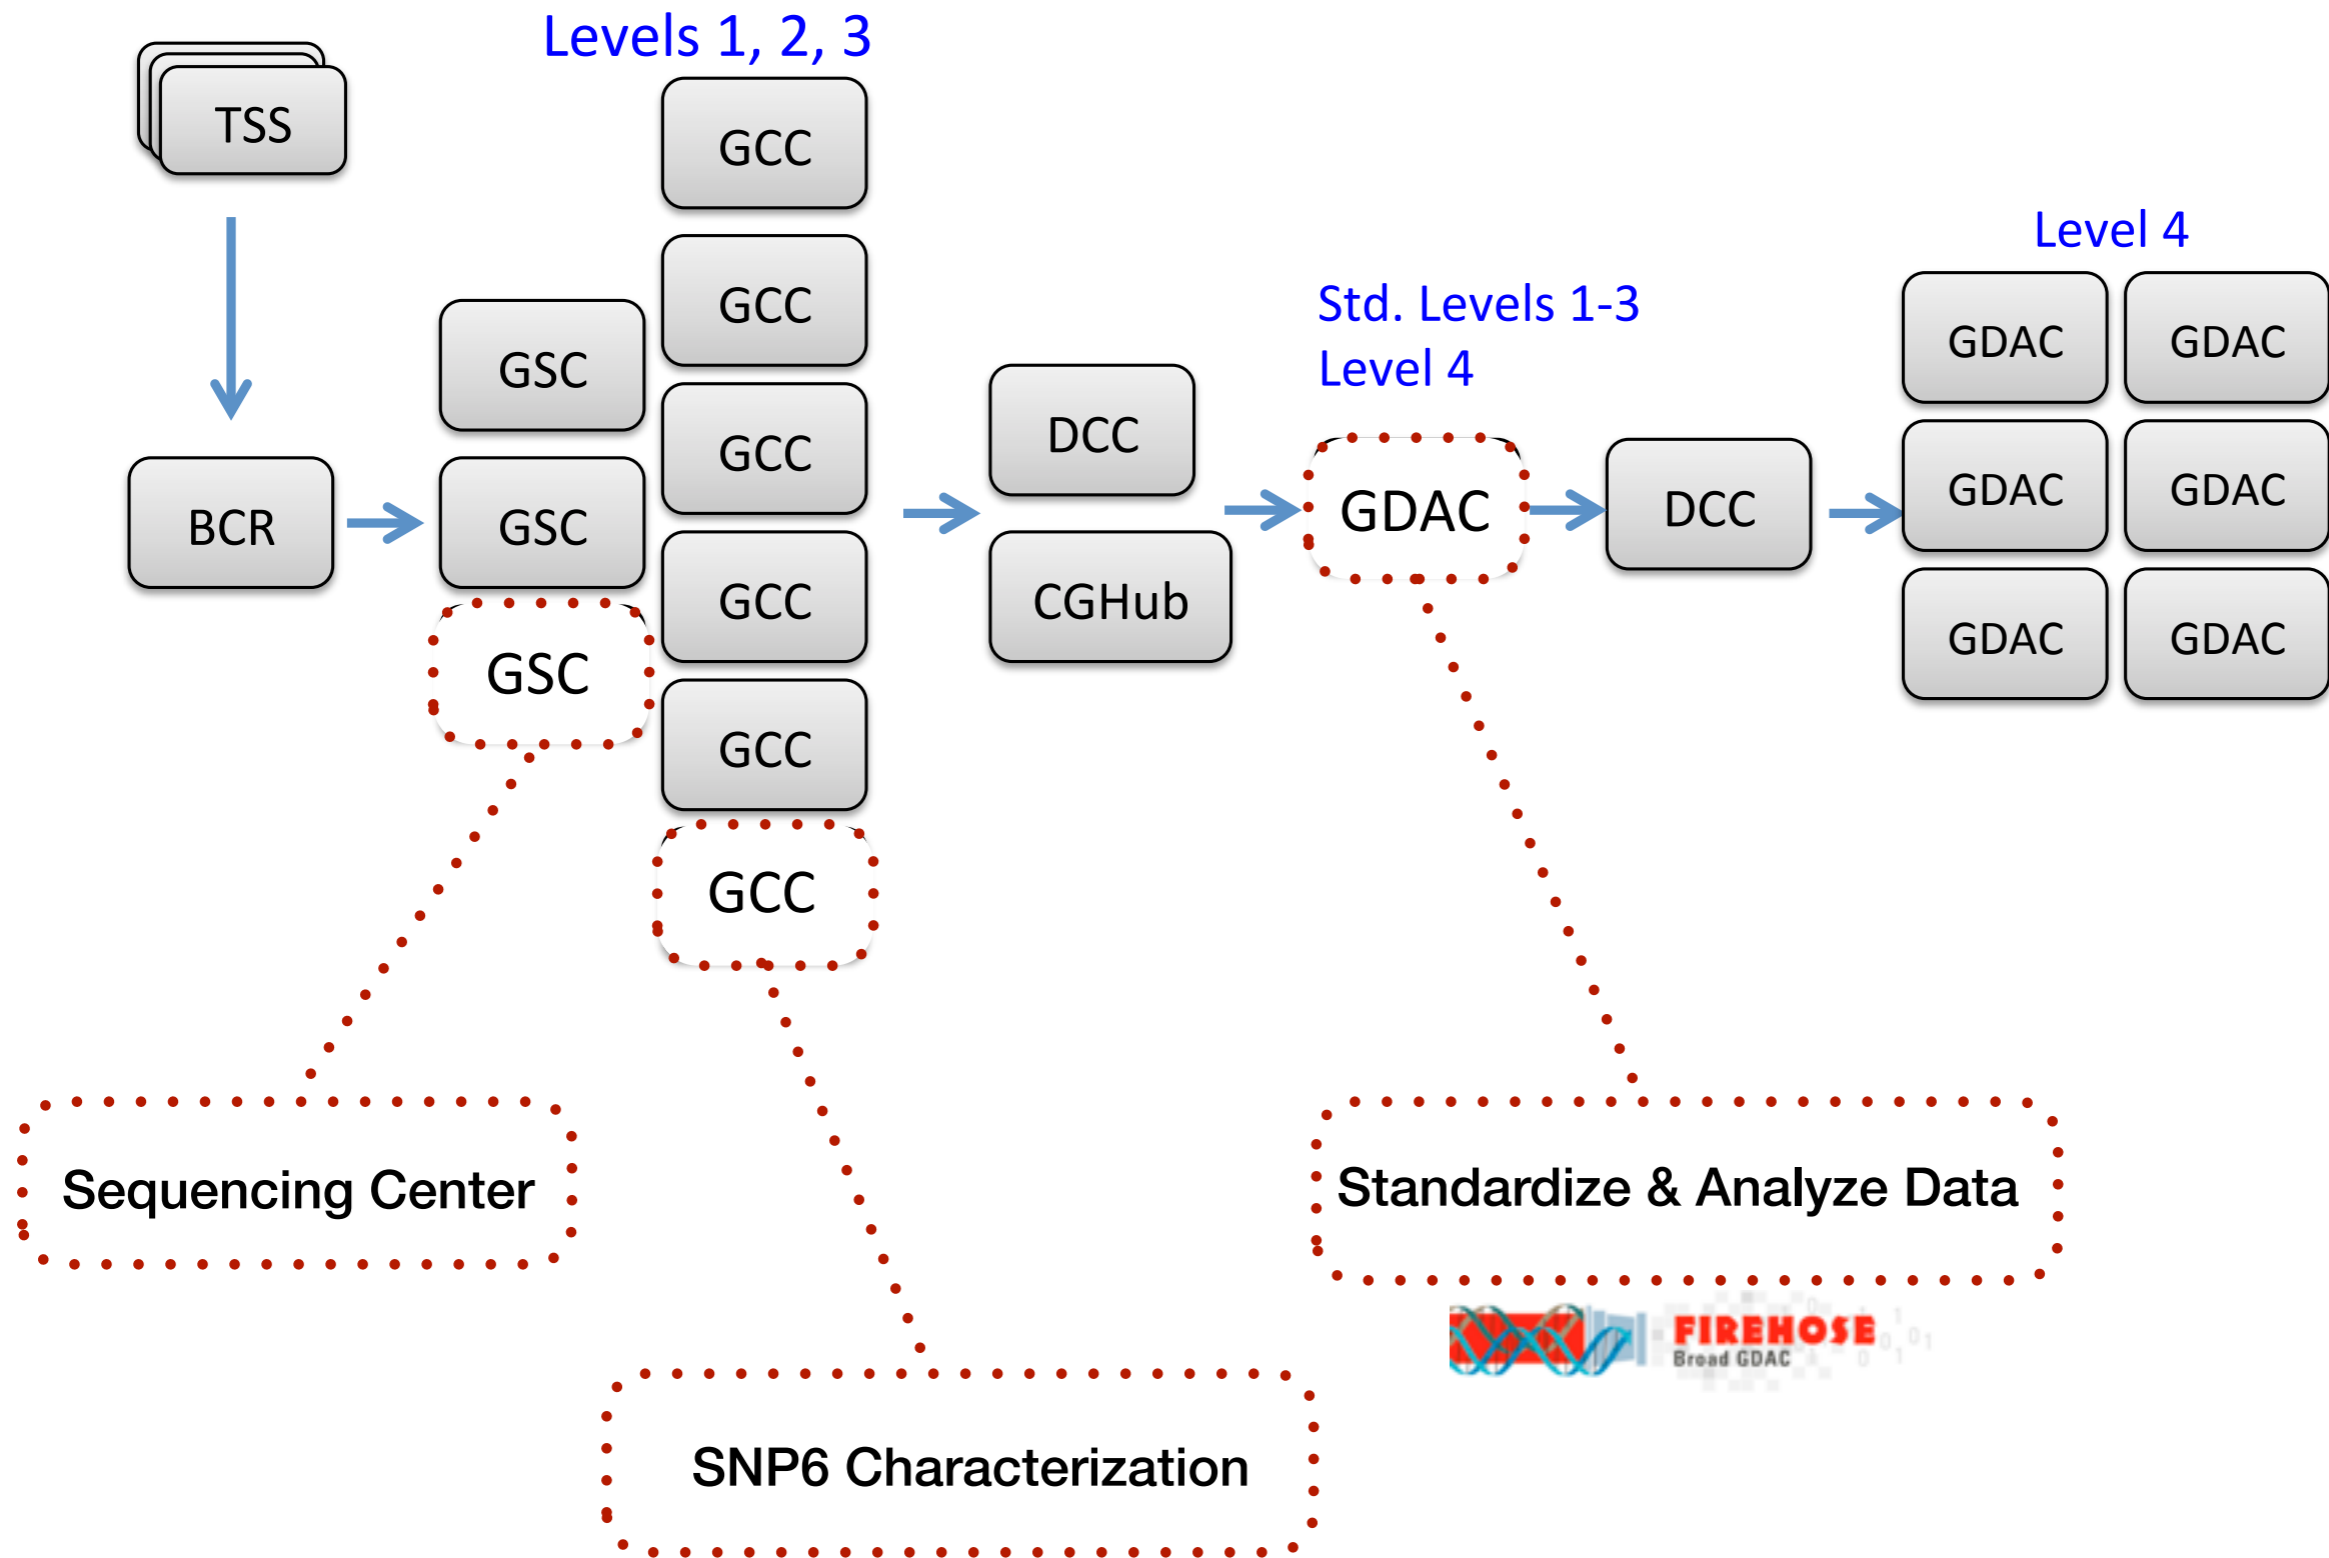 Levels 1, 2, 3
TSS
BCR
GSC
GSC
GSC
GCC
GCC
GCC
GCC
GCC
GCC
DCC
CGHub
Std. Levels 1-3
Level 4
GDAC
DCC
Level 4
GDAC GDAC
GDAC GDAC
GDAC GDAC
Sequencing Center
SNP6 Characterization
Standardize & Analyze Data
FIREHOSE
Broad GDAC